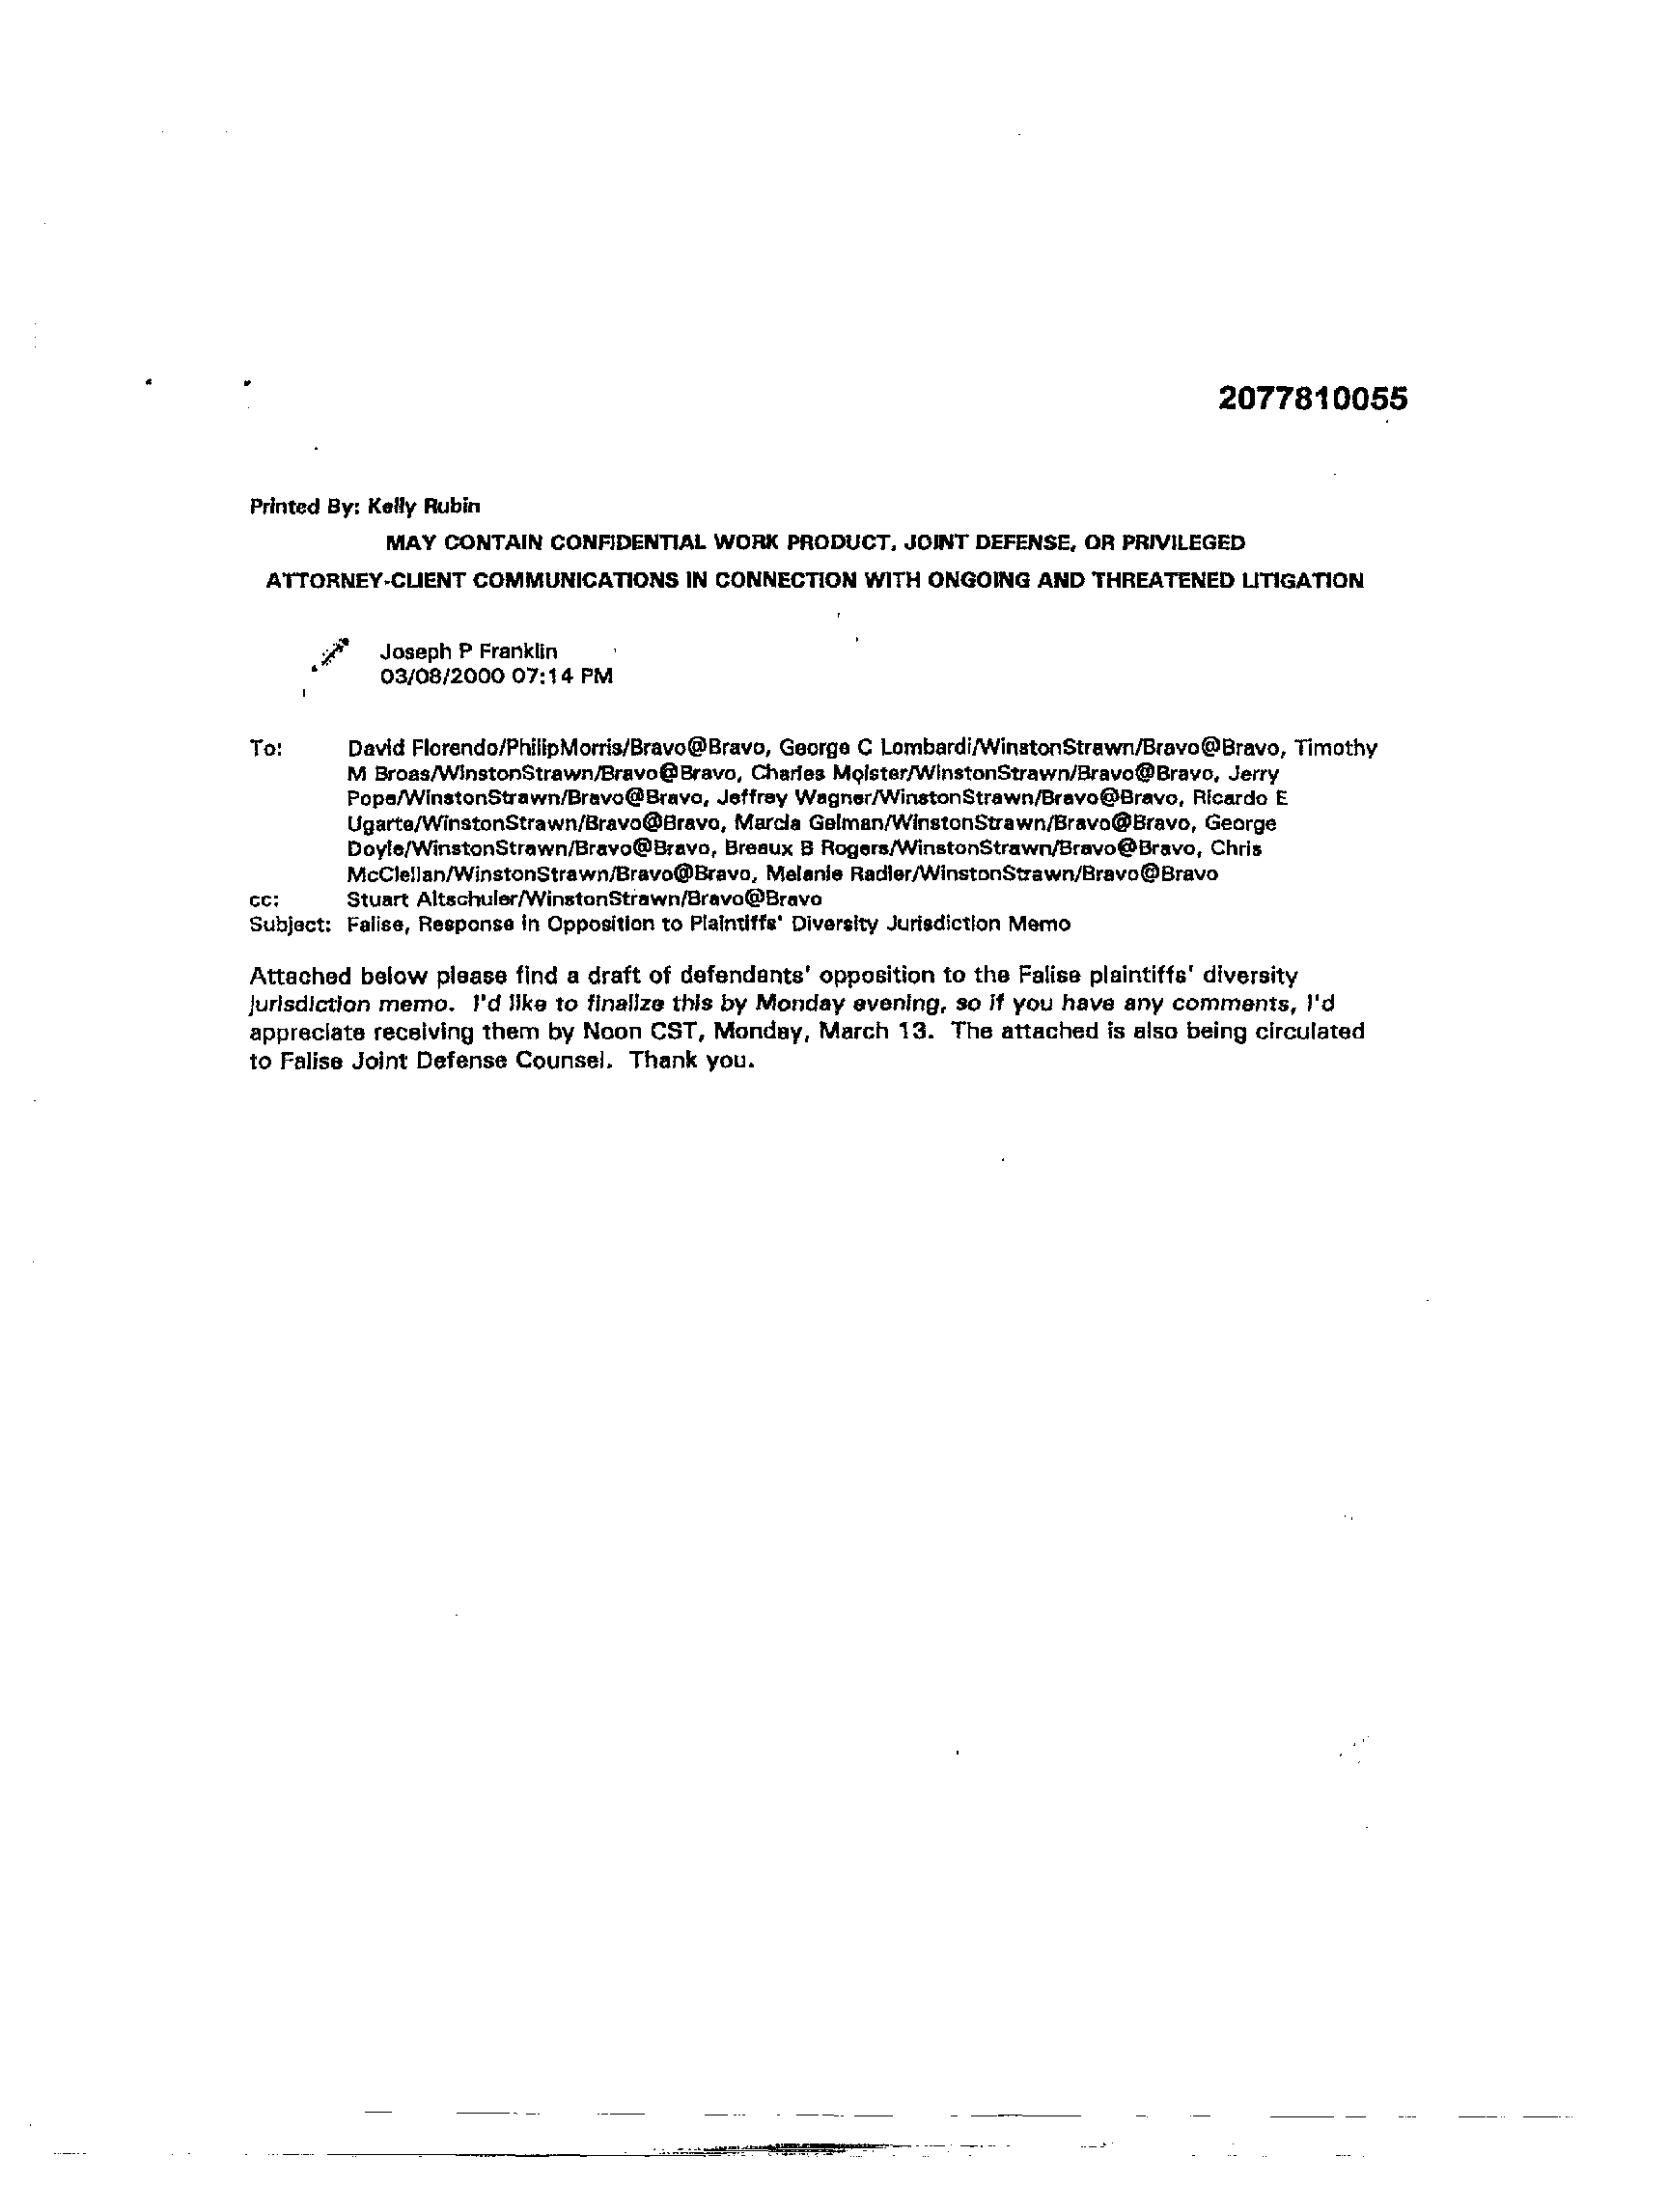 2077810055
Printed By: Kelly Rubin
MAY CONTAIN CONFIDENTIAL WORK PRODUCT, JOINT DEFENSE, OR PRIVILEGED
ATTORNEY-CLIENT COMMUNICATIONS IN CONNECTION WITH ONGOING AND THREATENED LITIGATION
Joseph P Franklin
03/08/2000 07:14 PM
To: David Florendo/PhilipMorris/Bravo@Bravo, George C Lombardi/WinstonStrawn/Bravo@Bravo, Timothy
M Broas/WinstonStrawn/Bravo@Bravo, Charles Molster/WinstonStrawn/Bravo@Bravo, Jerry
Pope/WinstonStrawn/Bravo@Bravo, Jeffrey Wagner/WinstonStrawn/Bravo@Bravo, Ricardo E
Ugarte/WinstonStrawn/Bravo@Bravo, Marcia Gelman/WinstonStrawn/Bravo@Bravo, George
Doyle/WinstonStrawn/Bravo@Bravo, Breaux B Rogers/WinstonStrawn/Bravo@Bravo, Chris
McClellan/WinstonStrawn/Bravo@Bravo, Melanie Radler/WinstonStrawn/Bravo@Bravo
cc: Stuart Altschuler/WinstonStrawn/Bravo@Bravo
Subject: Falise, Response in Opposition to Plaintiffs' Diversity Jurisdiction Memo
Attached below please find a draft of defendants' opposition to the Falise plaintiffs' diversity
jurisdiction memo. I'd like to finalize this by Monday evening, so if you have any comments, I'd
appreciate receiving them by Noon CST, Monday, March 13. The attached is also being circulated
to Falise Joint Defense Counsel. Thank you.